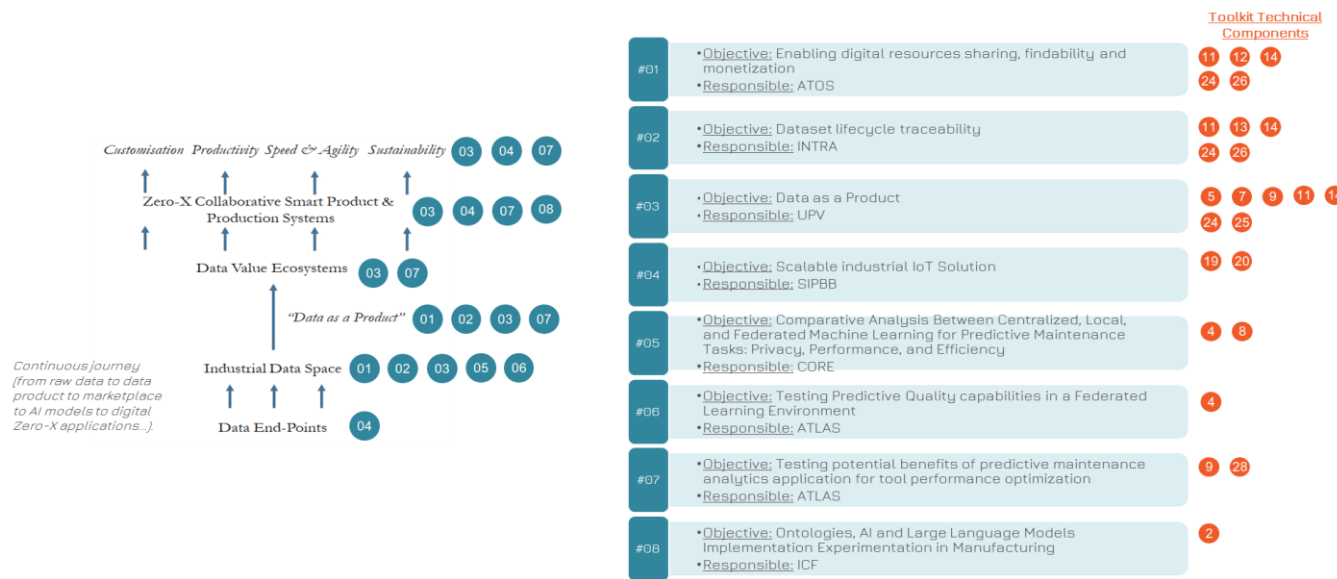 Customisation Productivity Speed & Agility Sustainability 03 04 07
Zero-X Collaborative Smart Product &
Production Systems 03 04 07 08
Data Value Ecosystems 03 07
“Data as a Product” 01 02 03 07
Industrial Data Space 01 02 03 05 06
Data End-Points 04
Continuous journey
(from raw data to data
product to marketplace
to AI models to digital
Zero-X applications...).
Toolkit Technical
Components
#01
•Objective: Enabling digital resources sharing, findability and
monetization
•Responsible: ATOS
11 12 14
24 26
#02
•Objective: Dataset lifecycle traceability
•Responsible: INTRA
11 13 14
24 26
#03
•Objective: Data as a Product
•Responsible: UPV
5 7 9 11 14
24 25
#04
•Objective: Scalable industrial IoT Solution
•Responsible: SIPBB
19 20
#05
•Objective: Comparative Analysis Between Centralized, Local,
and Federated Machine Learning for Predictive Maintenance
Tasks: Privacy, Performance, and Efficiency
•Responsible: CORE
4 8
#06
•Objective: Testing Predictive Quality capabilities in a Federated
Learning Environment
•Responsible: ATLAS
4
#07
•Objective: Testing potential benefits of predictive maintenance
analytics application for tool performance optimization
•Responsible: ATLAS
9 28
#08
•Objective: Ontologies, AI and Large Language Models
Implementation Experimentation in Manufacturing
•Responsible: ICF
2